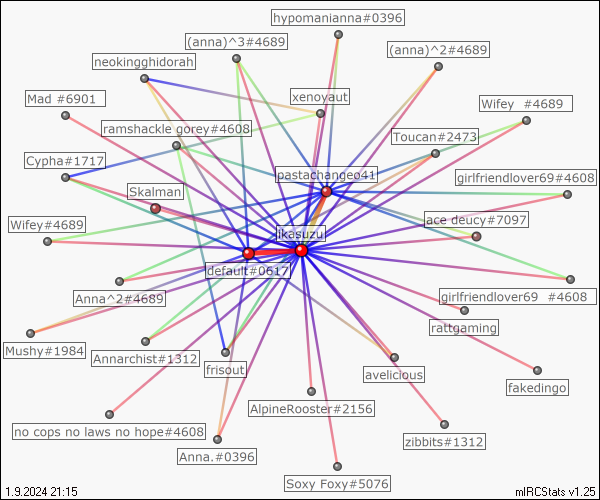 hypomanianna#0396
(anna)^3#4689
(anna)^2#4689
neokingghidorah
xenoyaut
Mad #6901
Wifey  #4689
ramshackle gorey#4608
Toucan#2473
Cypha#1717
pastachangeo41
girlfriendlover69#4608
Skalman
Wifey#4689
ace deucy#7097
ikasuzu
default#0617
Anna^2#4689
girlfriendlover69  #4608
rattgaming
Mushy#1984
Annarchist#1312
frisout
avelicious
fakedingo
AlpineRooster#2156
no cops no laws no hope#4608
zibbits#1312
Anna.#0396
Soxy Foxy#5076
1.9.2024 21:15
mIRCStats v1.25